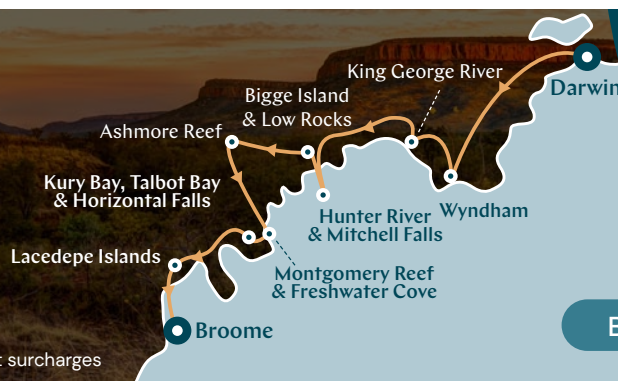 King George River
Darwin
Bigge Island
& Low Rocks
Ashmore Reef
Kury Bay, Talbot Bay
& Horizontal Falls
Hunter River
& Mitchell Falls
Wyndham
Lacedepe Islands
Montgomery Reef
& Freshwater Cove
Broome
surcharges